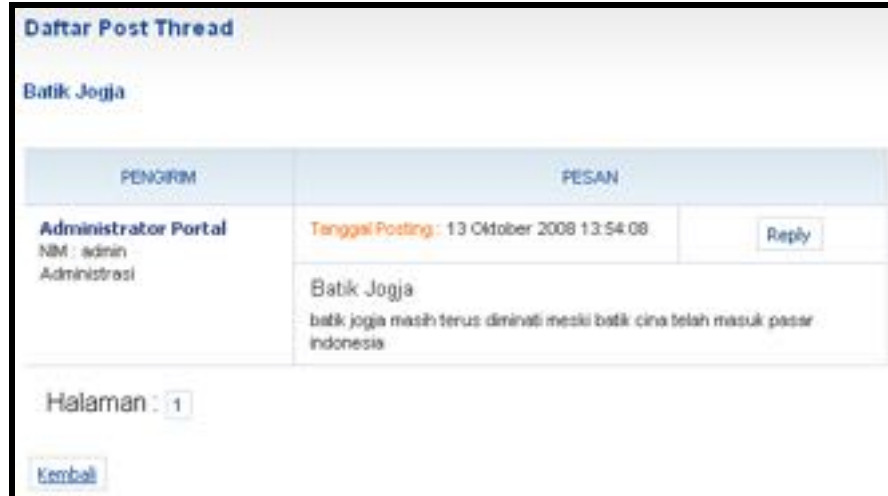 Daftar Post Thread
Batik Jogja
PENGIRIM
PESAN
Administrator Portal
NIM : admin
Administrasi
Tanggal Posting : 13 Oktober 2008 13:54:08
Reply
Batik Jogja
batik jogja masih terus diminati meski batik cina telah masuk pasar
indonesia
Halaman : 1
Kembali